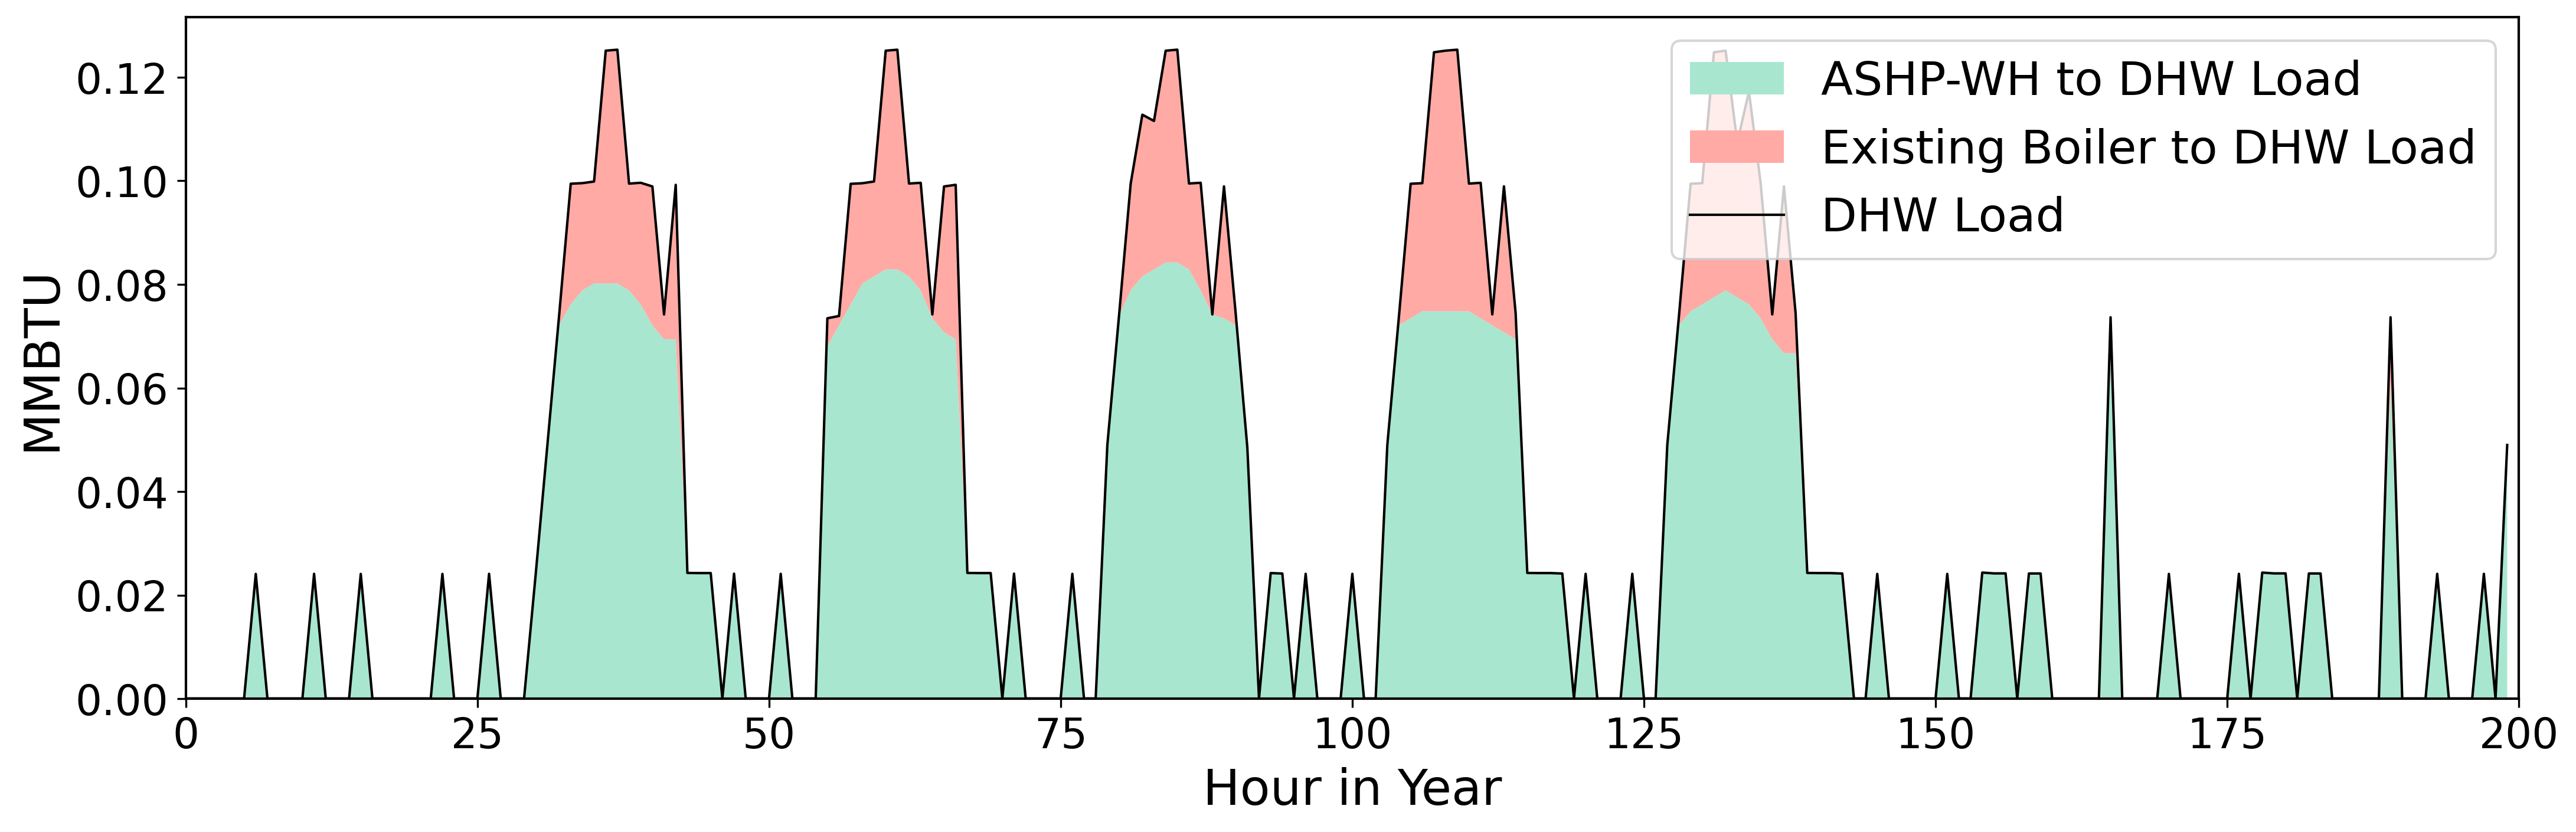 MMBTU
0.12
0.10
0.08
0.06
0.04
0.02
0.00
0 25 50 75 100 125 150 175 200
Hour in Year
ASHP-WH to DHW Load
Existing Boiler to DHW Load
DHW Load